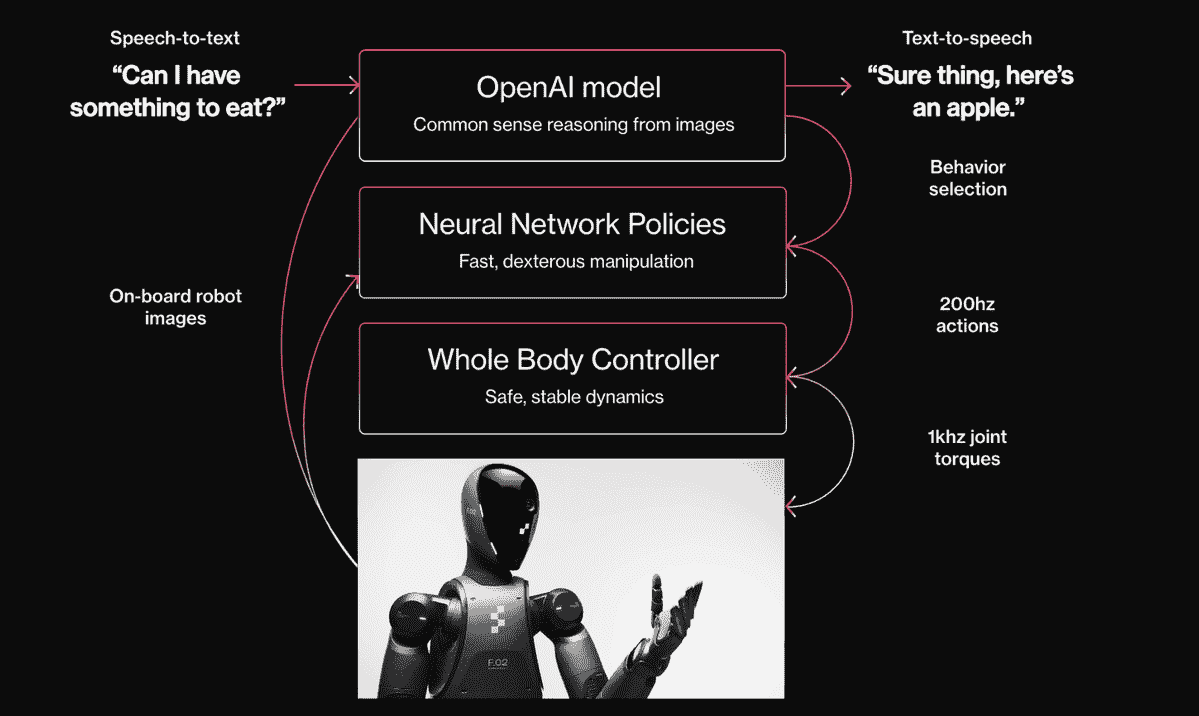 Speech-to-text
“Can I have
something to eat?”
OpenAI model
Common sense reasoning from images
Text-to-speech
“Sure thing, here’s
an apple.”
Behavior
selection
Neural Network Policies
Fast, dexterous manipulation
On-board robot
images
200hz
actions
Whole Body Controller
Safe, stable dynamics
1khz joint
torques
F.02